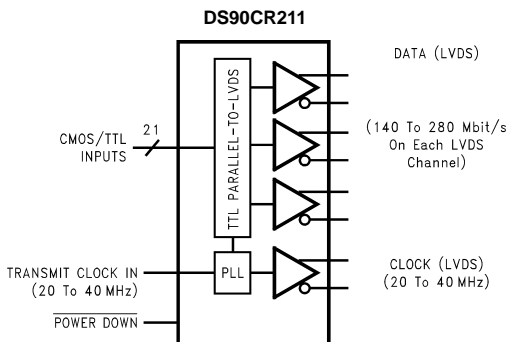 DS90CR211
DATA (LVDS)
TTL PARALLEL-TO-LVDS
21
CMOS/TTL
INPUTS
(140 To 280 Mbit/s
On Each LVDS
Channel)
PLL
TRANSMIT CLOCK IN
(20 To 40 MHz)
CLOCK (LVDS)
(20 To 40 MHz)
POWER DOWN